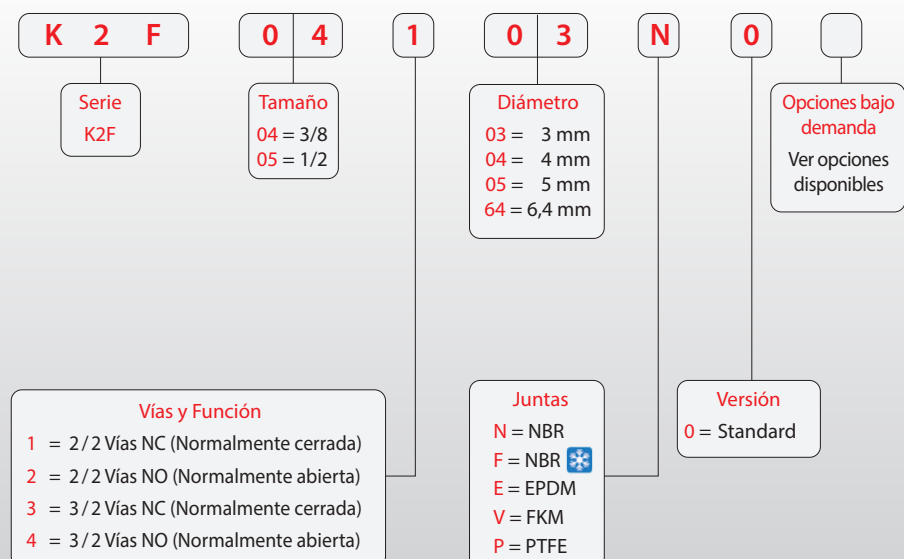 K 2 F 0 4 1 0 3 N 0
Serie
K2F
Tamaño
04 = 3/8
05 = 1/2
Diámetro
03 = 3 mm
04 = 4 mm
05 = 5 mm
64 = 6,4 mm
Opciones bajo
demanda
Ver opciones
disponibles
Vías y Función
1 = 2/2 Vías NC (Normalmente cerrada)
2 = 2/2 Vías NO (Normalmente abierta)
3 = 3/2 Vías NC (Normalmente cerrada)
4 = 3/2 Vías NO (Normalmente abierta)
Juntas
N = NBR
F = NBR
E = EPDM
V = FKM
P = PTFE
Versión
0 = Standard